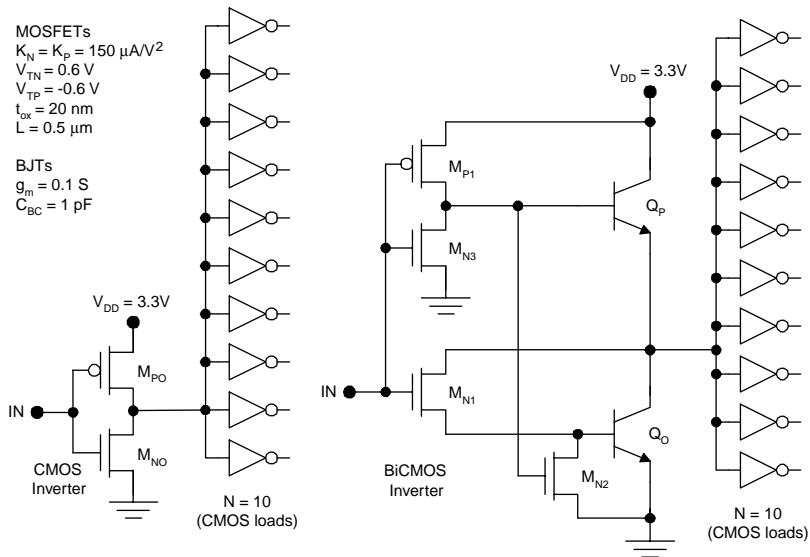 MOSFETs
K_N = K_P = 150 μA/V²
V_TN = 0.6 V
V_TP = -0.6 V
t_ox = 20 nm
L = 0.5 μm
BJTs
g_m = 0.1 S
C_BC = 1 pF
V_DD = 3.3V
M_PO
IN
M_NO
CMOS
Inverter
N = 10
(CMOS loads)
V_DD = 3.3V
M_P1
Q_P
M_N3
IN
M_N1
Q_O
M_N2
BiCMOS
Inverter
N = 10
(CMOS loads)